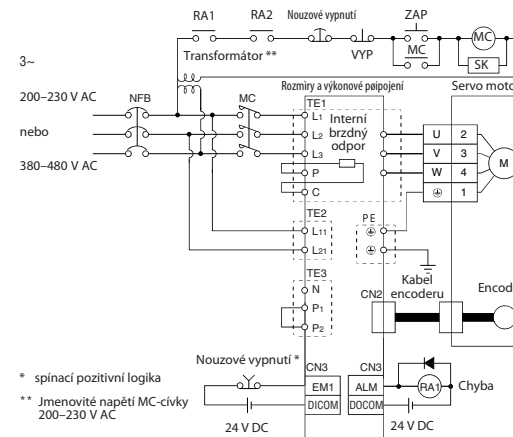 RA1 RA2 Nouzové vypnutí ZAP
MC
VYP MC SK
Transformátor **
3~
200–230 V AC
nebo
380–480 V AC
NFB
MC
Rozmìry a výkonové pøipojení
Servo moto
TE1
L1
L2
L3
P
C
Interní
brzdný
odpor
U 2
V 3
W 4
1
M
TE2
L11
L21
PE
TE3
N
P1
P2
CN2
Kabel
encoderu
Encod
Nouzové vypnutí *
CN3 CN3
EM1 ALM
DICOM DOCOM
RA1
Chyba
24 V DC 24 V DC
* spínací pozitivní logika
** Jmenovité napětí MC-cívky
200–230 V AC